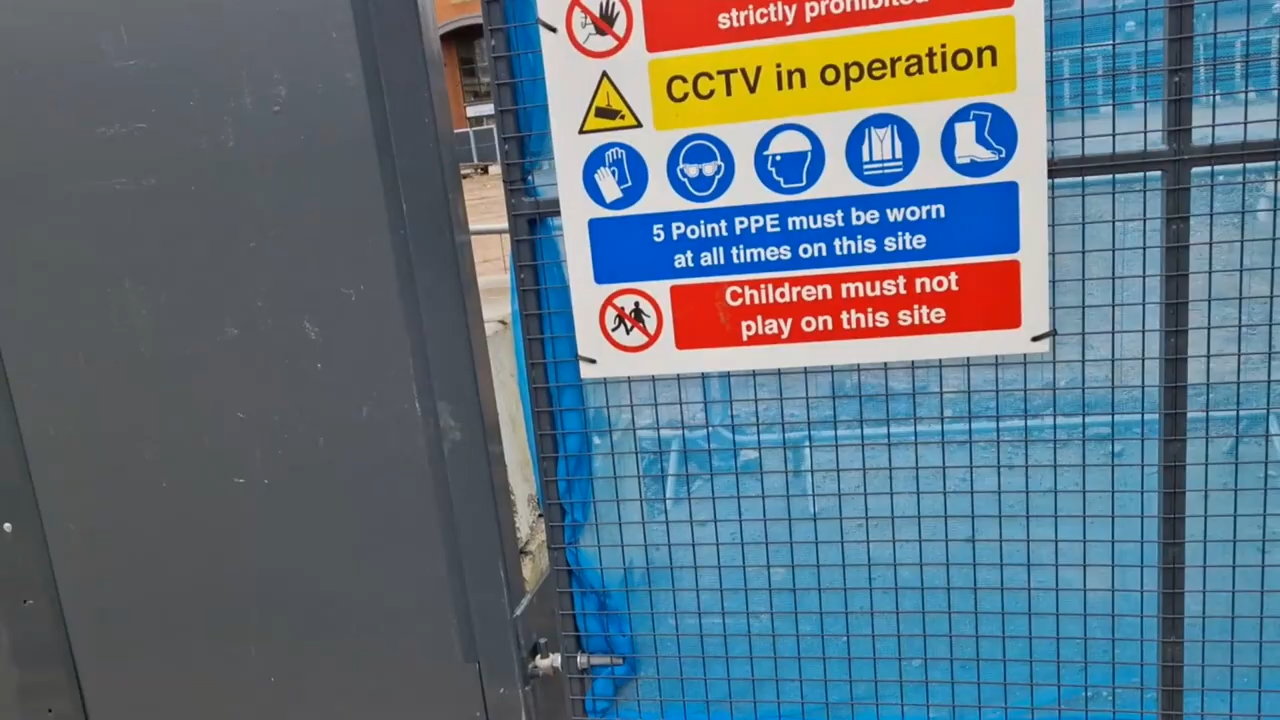 strictly prohibited
CCTV in operation
5 Point PPE must be worn
at all times on this site
Children must not
play on this site